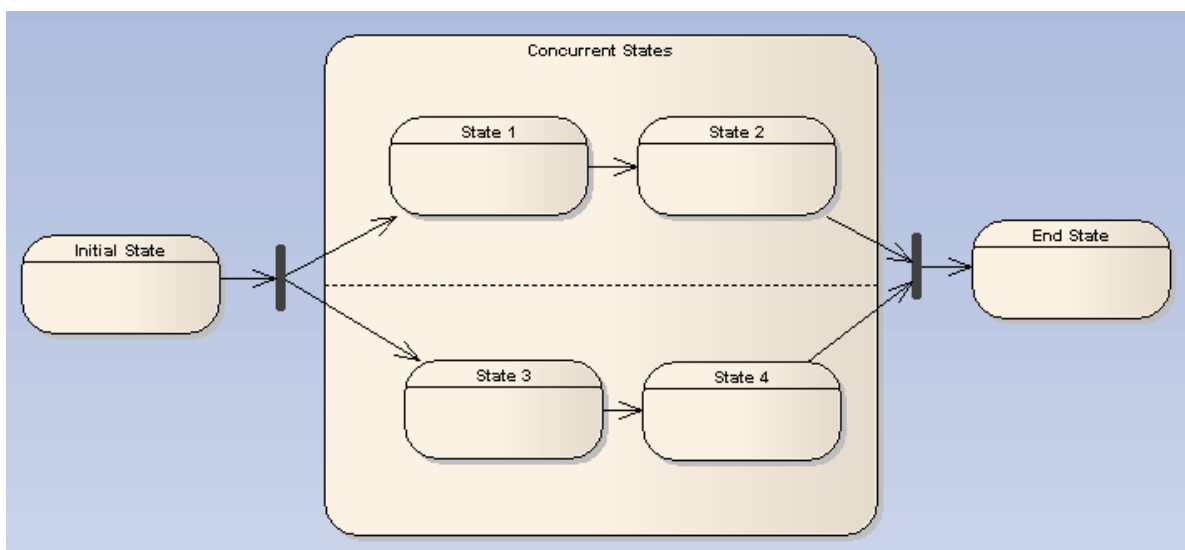 Concurrent States
State 1
State 2
Initial State
End State
State 3
State 4